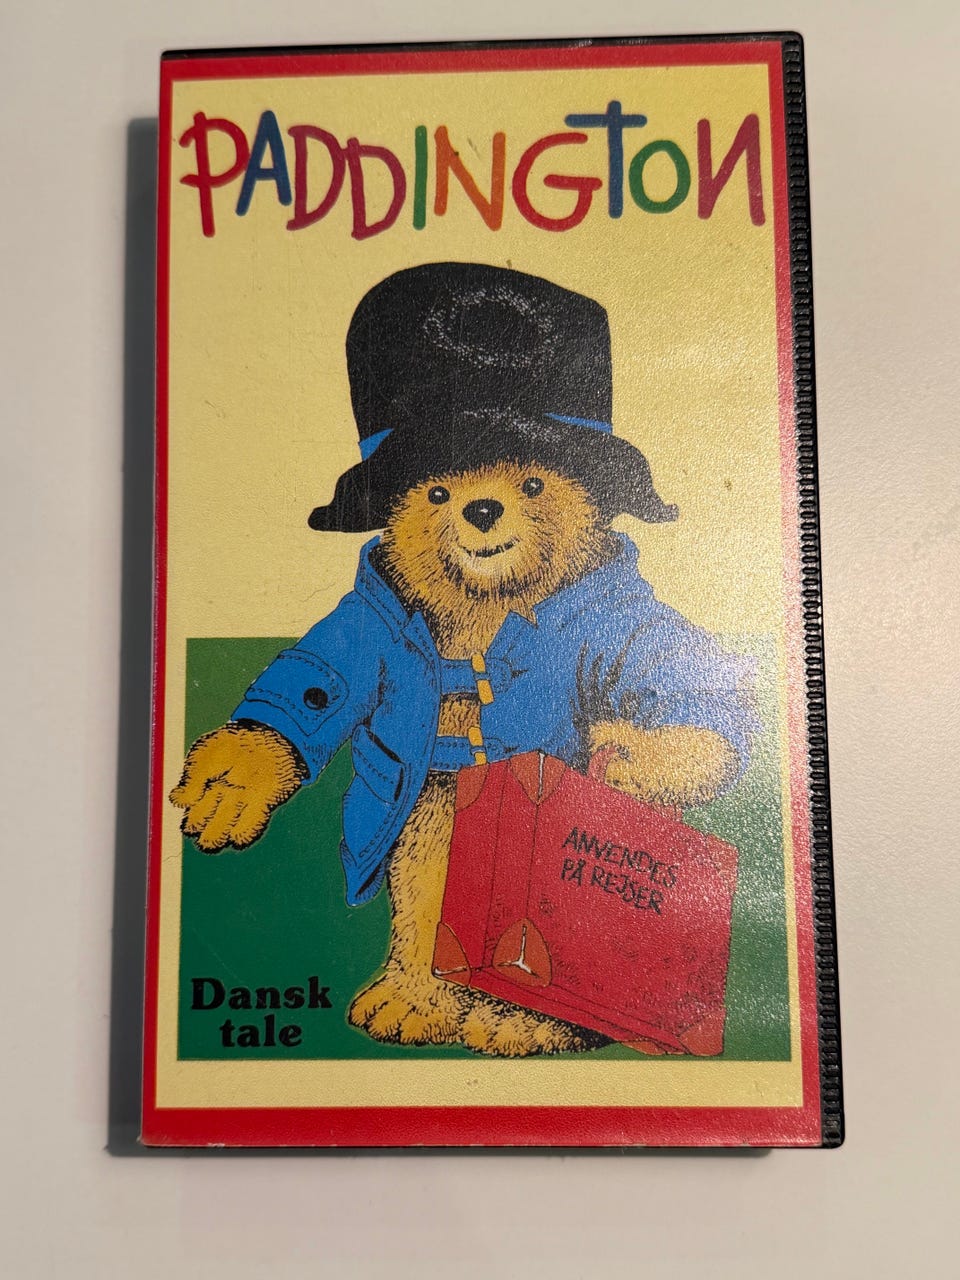 PADDINGTON
ANVENDES
PÅ REJSER
Dansk
tale